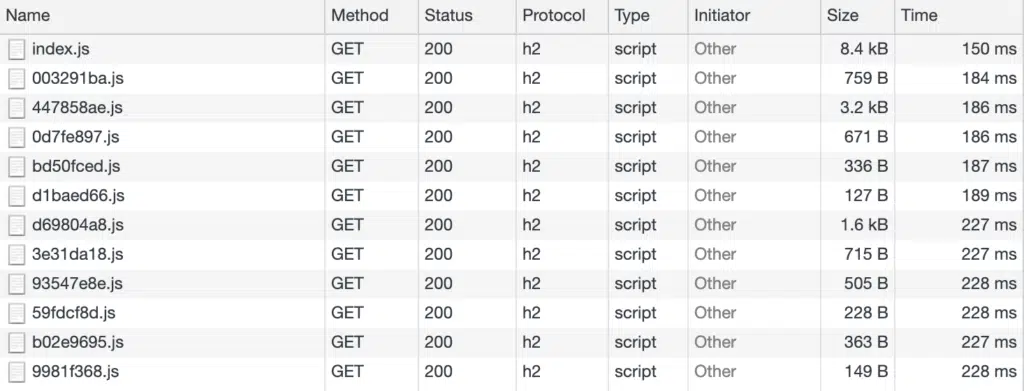 Name Method Status Protocol Type Initiator Size Time
index.js GET 200 h2 script Other 8.4 kB 150 ms
003291ba.js GET 200 h2 script Other 759 B 184 ms
447858ae.js GET 200 h2 script Other 3.2 kB 186 ms
0d7fe897.js GET 200 h2 script Other 671 B 186 ms
bd50fced.js GET 200 h2 script Other 336 B 187 ms
d1baed66.js GET 200 h2 script Other 127 B 189 ms
d69804a8.js GET 200 h2 script Other 1.6 kB 227 ms
3e31da18.js GET 200 h2 script Other 715 B 227 ms
93547e8e.js GET 200 h2 script Other 505 B 228 ms
59fdcf8d.js GET 200 h2 script Other 228 B 228 ms
b02e9695.js GET 200 h2 script Other 363 B 227 ms
9981f368.js GET 200 h2 script Other 149 B 228 ms